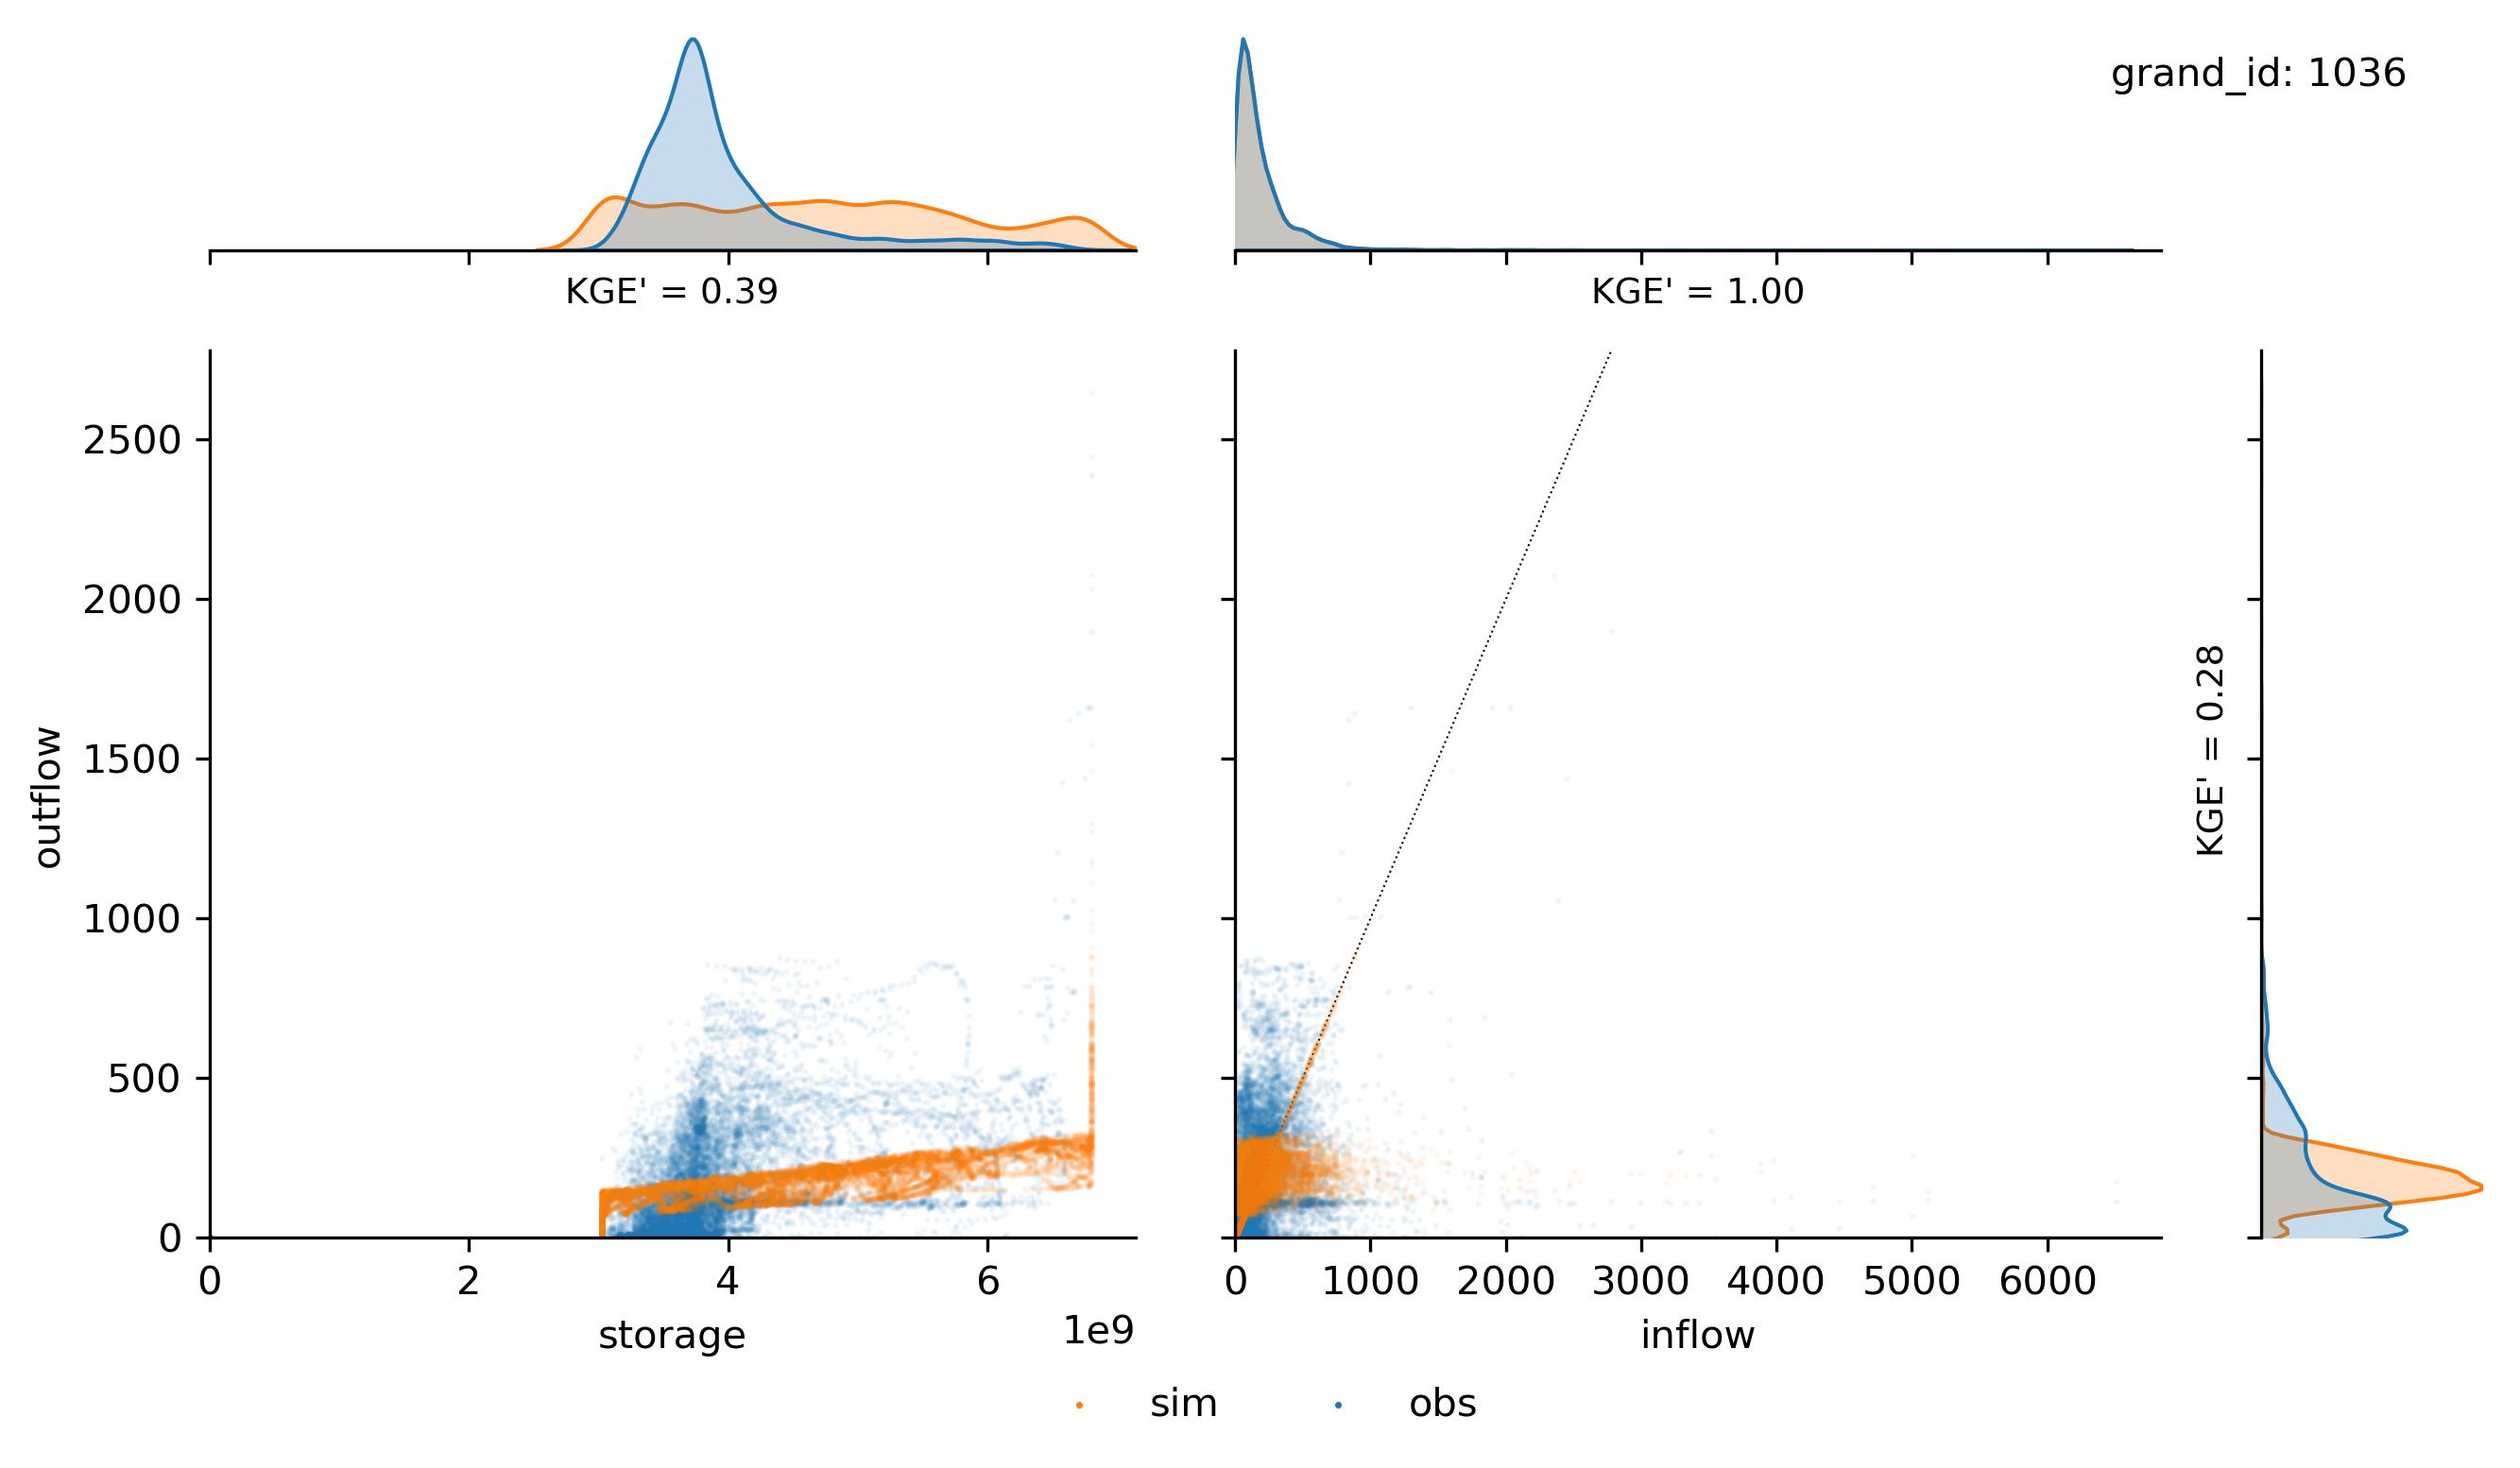 grand_id: 1036
KGE' = 0.39
KGE' = 1.00
2500
2000
1500
1000
500
0
outflow
KGE' = 0.28
0 2 4 6
0 1000 2000 3000 4000 5000 6000
storage 1e9
inflow
sim obs